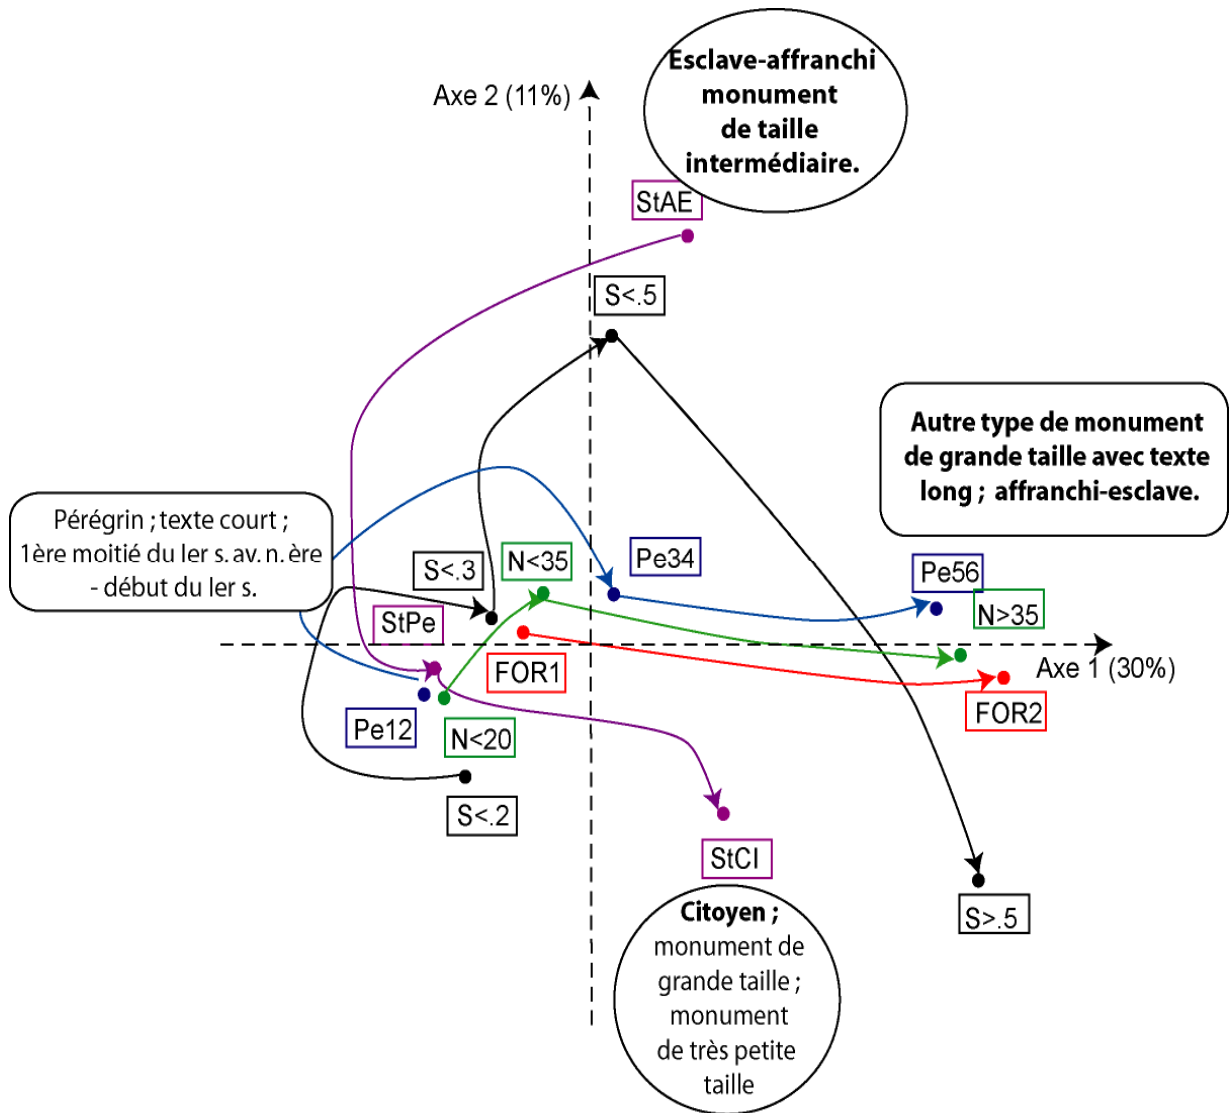 Esclave-affranchi
monument
de taille
intermédiaire.
Axe 2 (11%)
StAE
S<.5
Autre type de monument
de grande taille avec texte
long ; affranchi-esclave.
Pérégrin ; texte court ;
1ère moitié du Ier s. av. n. ère
- début du Ier s.
S<.3
N<35
Pe34
Pe56
N>35
StPe
FOR1
Axe 1 (30%)
FOR2
Pe12
N<20
S<.2
StCI
S>.5
Citoyen ;
monument de
grande taille ;
monument
de très petite
taille